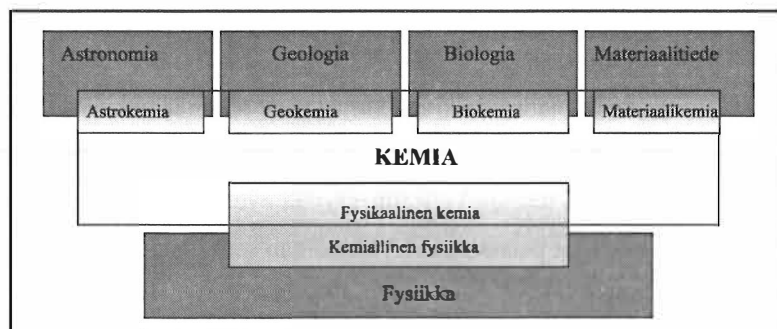 Astronomia Geologia Biologia Materiaalitiede
Astrokemia Geokemia Biokemia Materiaalikemia
KEMIA
Fysikaalinen kemia
Kemiallinen fysiikka
Fysiikka